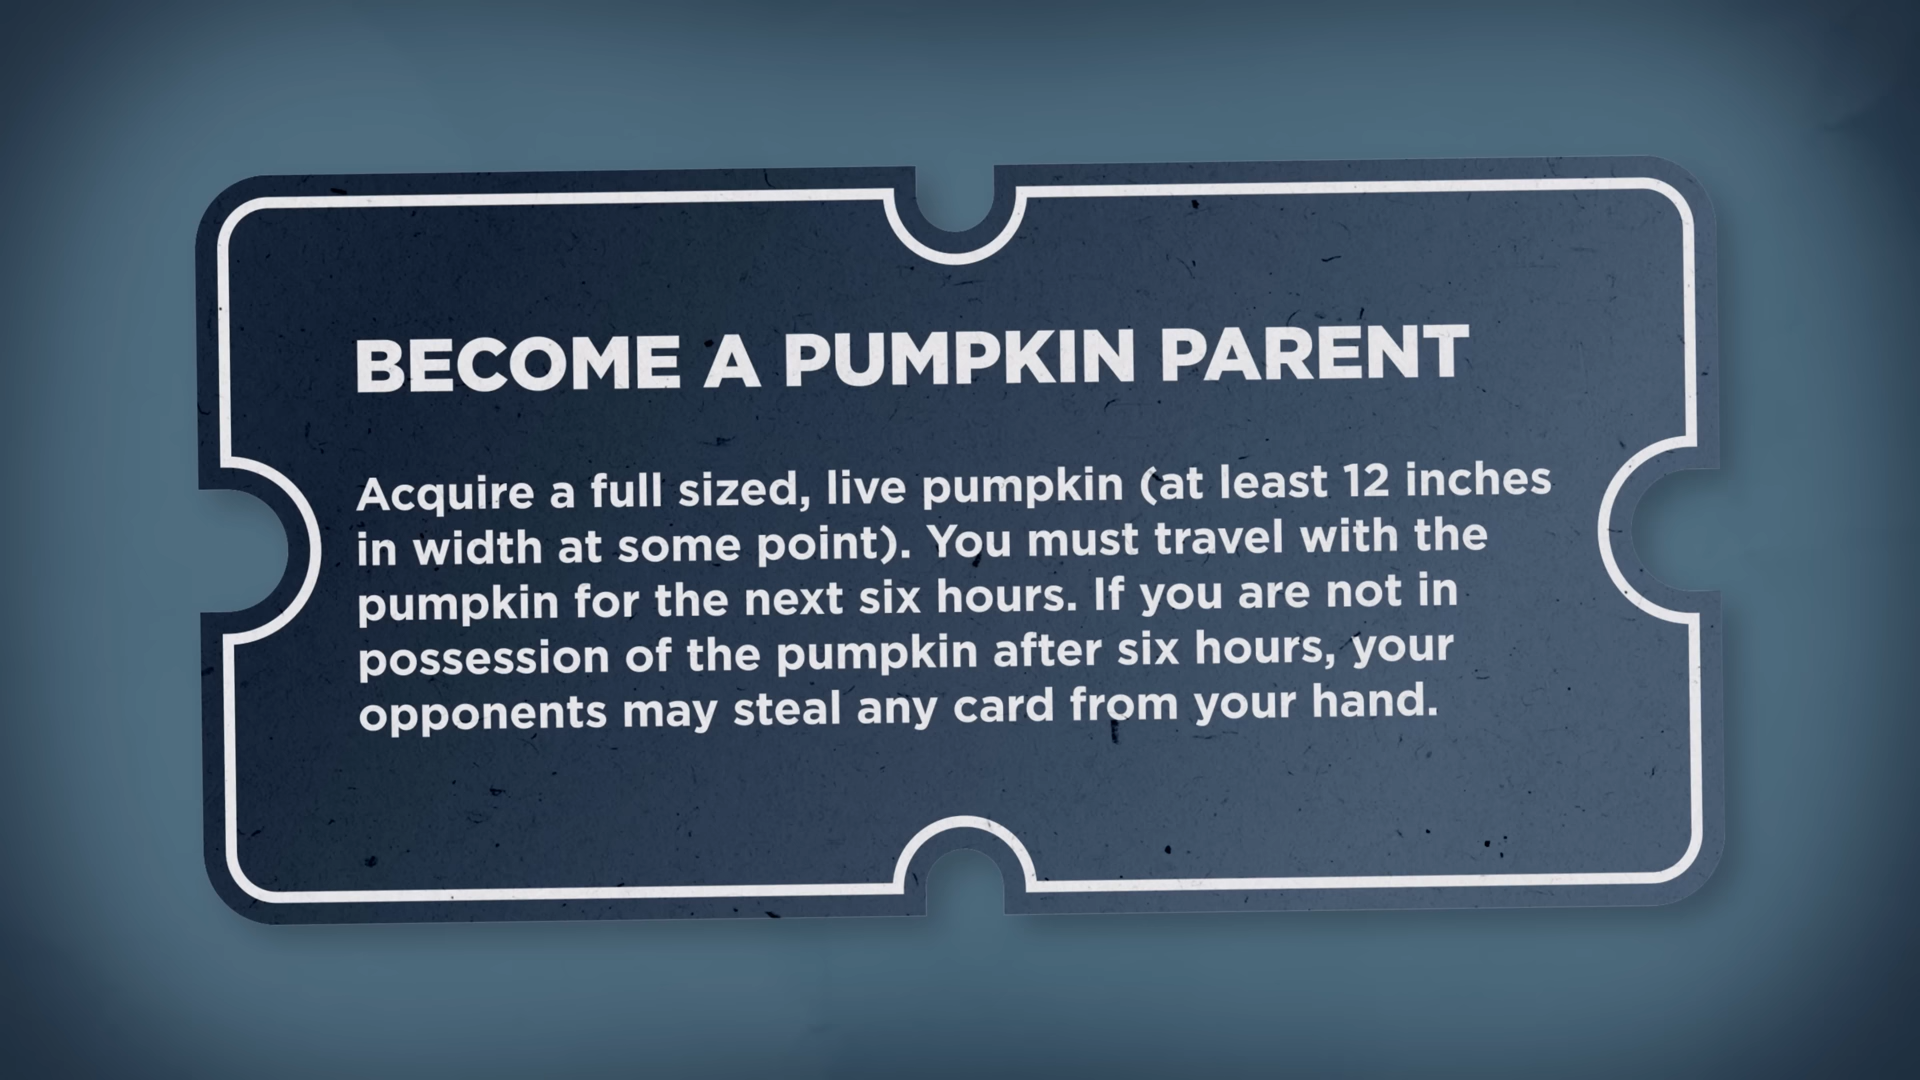 BECOME A PUMPKIN PARENT
Acquire a full sized, live pumpkin (at least 12 inches
in width at some point). You must travel with the
pumpkin for the next six hours. If you are not in
possession of the pumpkin after six hours, your
opponents may steal any card from your hand.